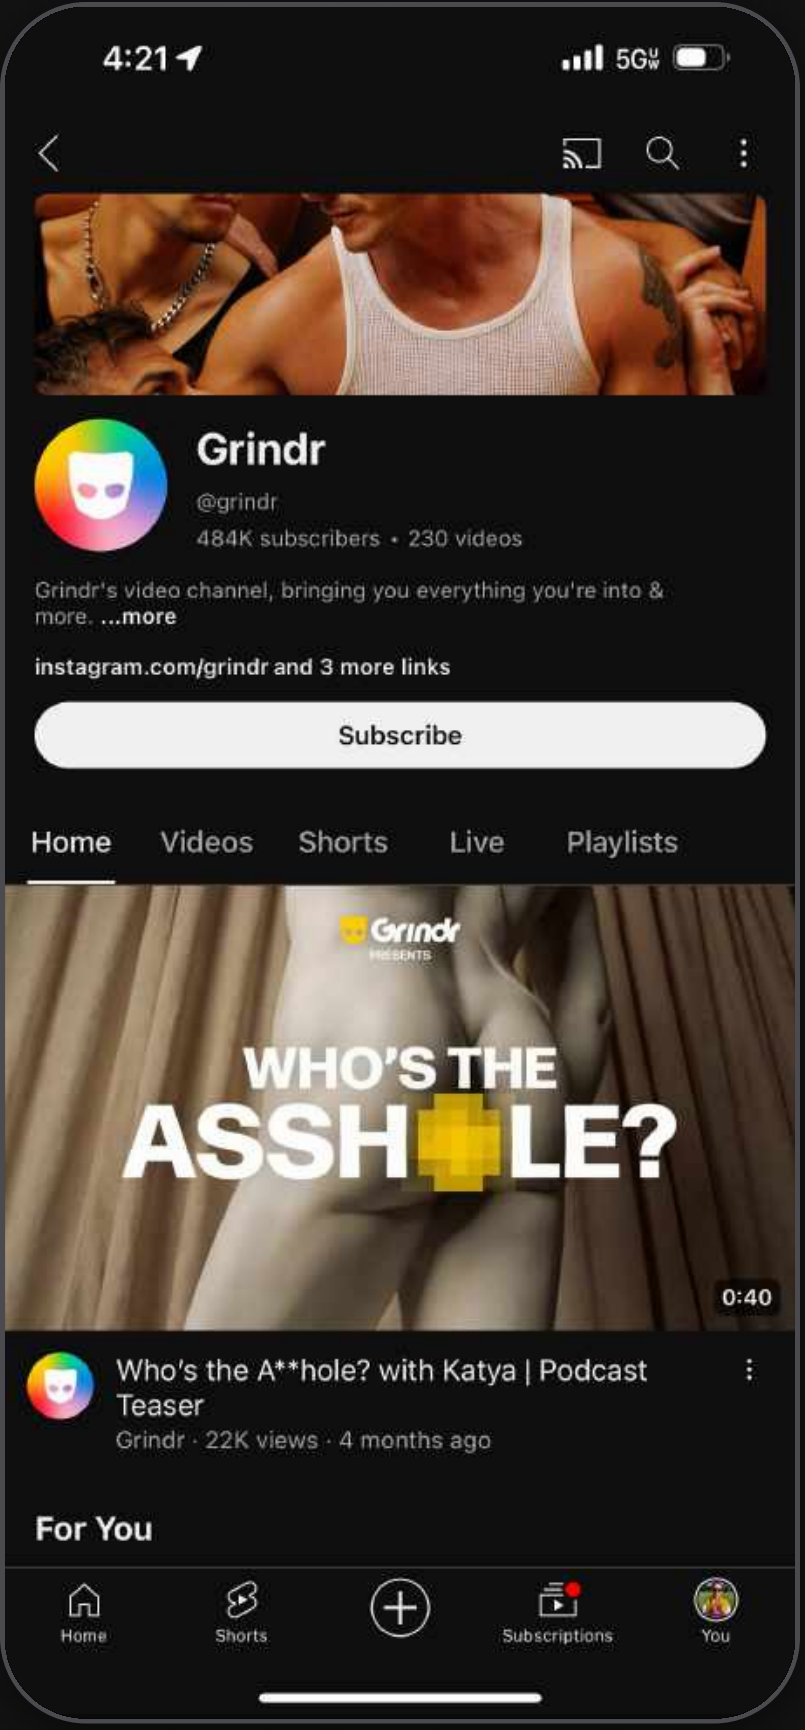 4:21
5G UW
Grindr
@grindr
484K subscribers • 230 videos
Grindr's video channel, bringing you everything you're into &
more. ...more
instagram.com/grindr and 3 more links
Subscribe
Home Videos Shorts Live Playlists
Grindr
PRESENTS
WHO'S THE
ASSH LE?
0:40
Who's the A**hole? with Katya | Podcast
Teaser
Grindr · 22K views · 4 months ago
For You
Home Shorts Subscriptions You